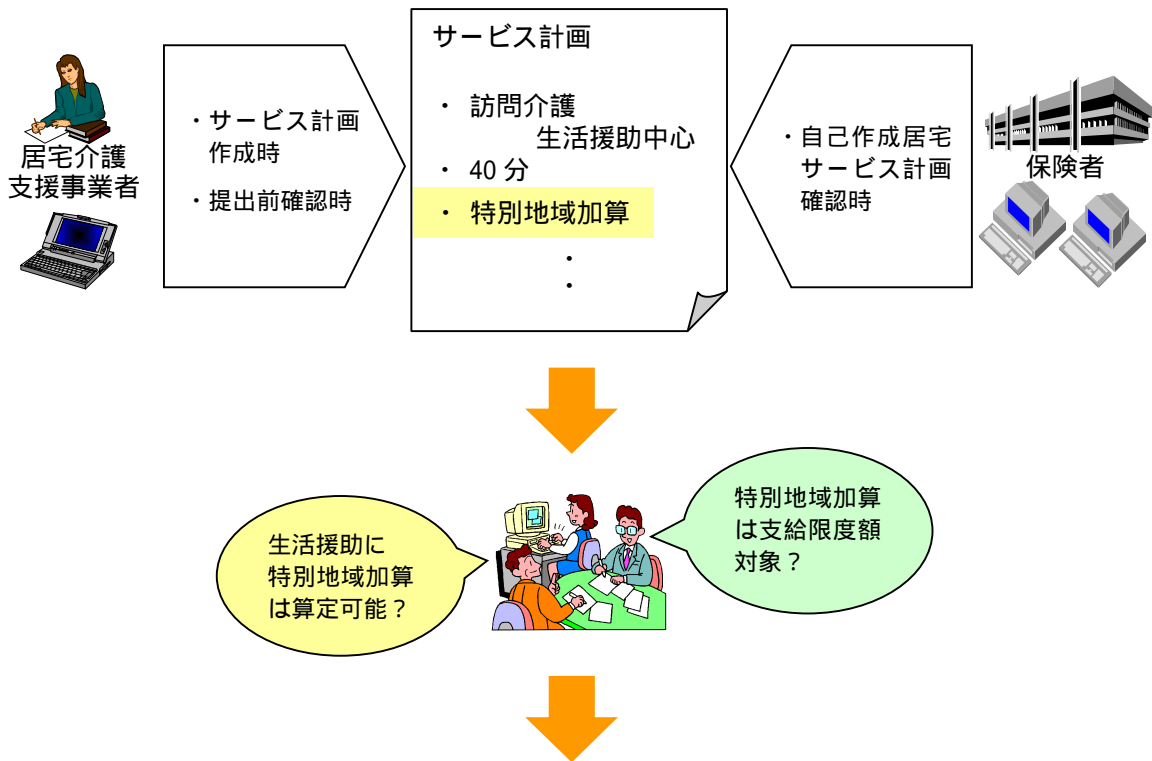 サービス計画
・ 訪問介護
生活援助中心
・ 40 分
・ 特別地域加算
・
・
・サービス計画
作成時
・提出前確認時
居宅介護
支援事業者
・自己作成居宅
サービス計画
確認時
保険者
生活援助に
特別地域加算
は算定可能？
特別地域加算
は支給限度額
対象？